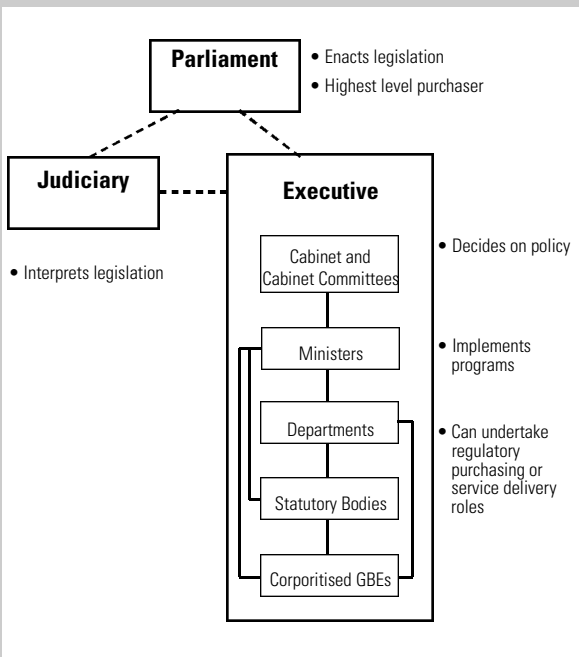 Parliament
• Enacts legislation
• Highest level purchaser
Judiciary
• Interprets legislation
Executive
Cabinet and
Cabinet Committees
• Decides on policy
Ministers
• Implements
programs
Departments
• Can undertake
regulatory
purchasing or
service delivery
roles
Statutory Bodies
Corporitised GBEs